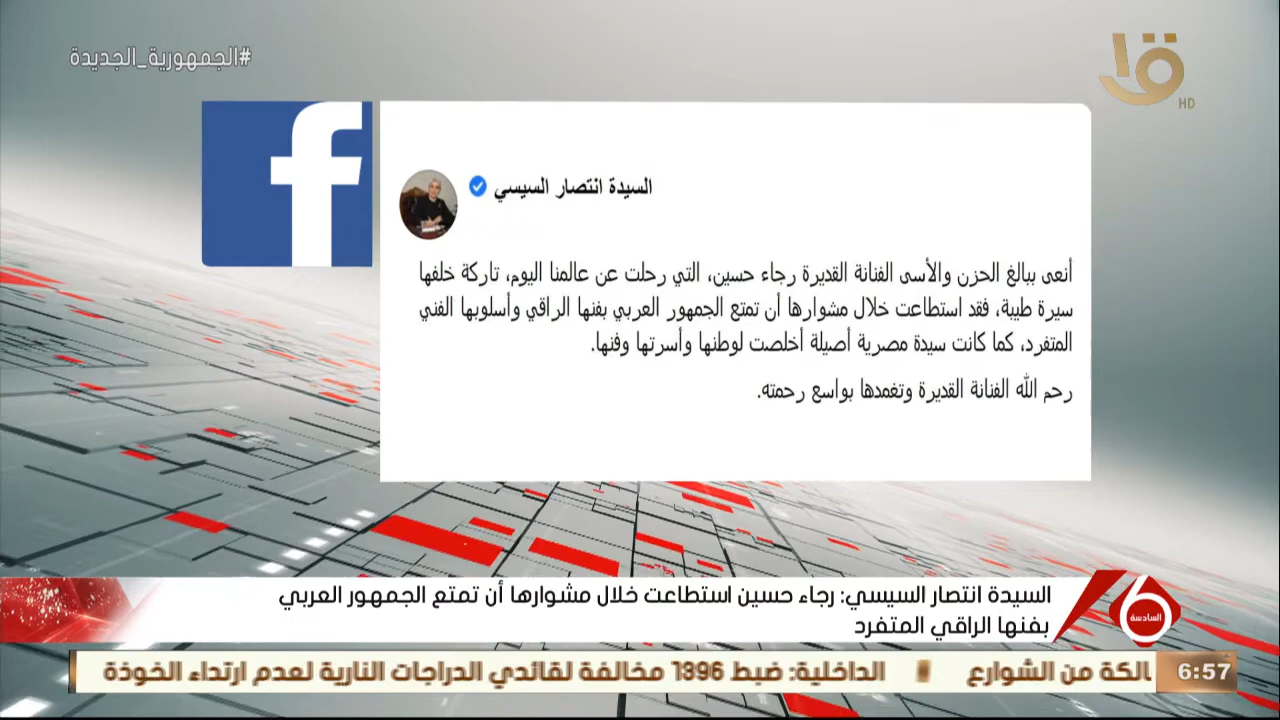 #الجمهورية_الجديدة
HD
السيدة انتصار السيسي
أنعى ببالغ الحزن والأسى الفنانة القديرة رجاء حسين، التي رحلت عن عالمنا اليوم، تاركة خلفها
سيرة طيبة، فقد استطاعت خلال مشوارها أن تمتع الجمهور العربي بفنها الراقي وأسلوبها الفني
المتفرد، كما كانت سيدة مصرية أصيلة أخلصت لوطنها وأسرتها وفنها.
رحم الله الفنانة القديرة وتغمدها بواسع رحمته.
السادسة
السيدة انتصار السيسي: رجاء حسين استطاعت خلال مشوارها أن تمتع الجمهور العربي
بفنها الراقي المتفرد
6:57 الكة من الشوارع الداخلية: ضبط 1396 مخالفة لقائدي الدراجات النارية لعدم ارتداء الخوذة